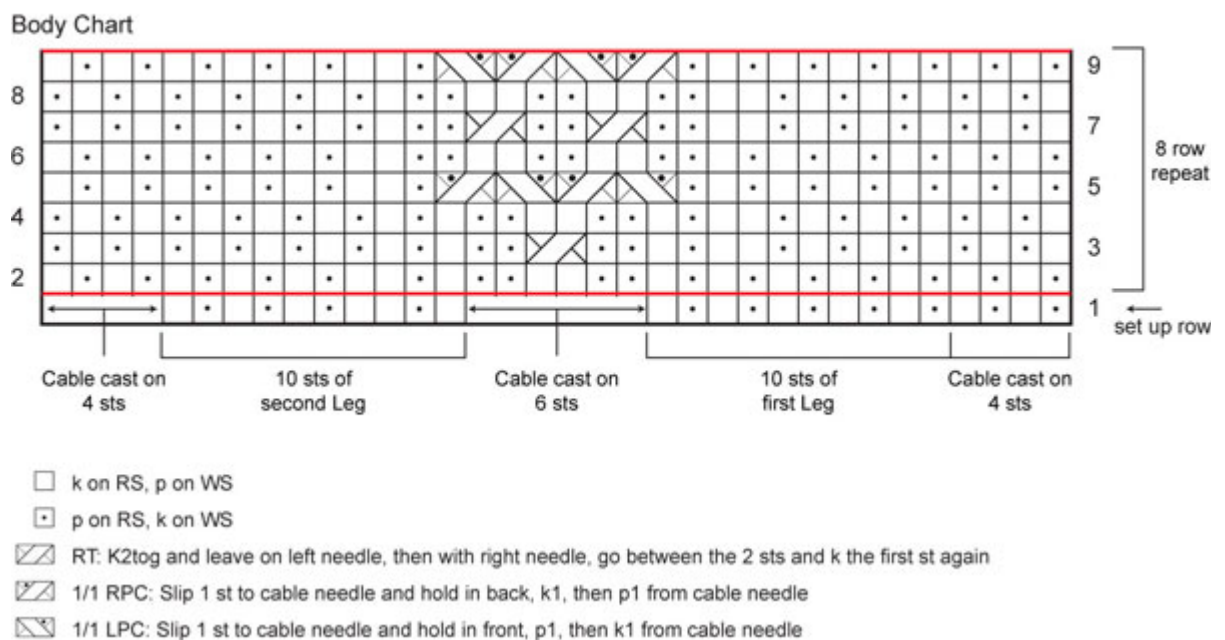 Body Chart
9
8
7
6
5
4
3
2
1
8 row
repeat
set up row
Cable cast on
4 sts
10 sts of
second Leg
Cable cast on
6 sts
10 sts of
first Leg
Cable cast on
4 sts
k on RS, p on WS
p on RS, k on WS
RT: K2tog and leave on left needle, then with right needle, go between the 2 sts and k the first st again
1/1 RPC: Slip 1 st to cable needle and hold in back, k1, then p1 from cable needle
1/1 LPC: Slip 1 st to cable needle and hold in front, p1, then k1 from cable needle